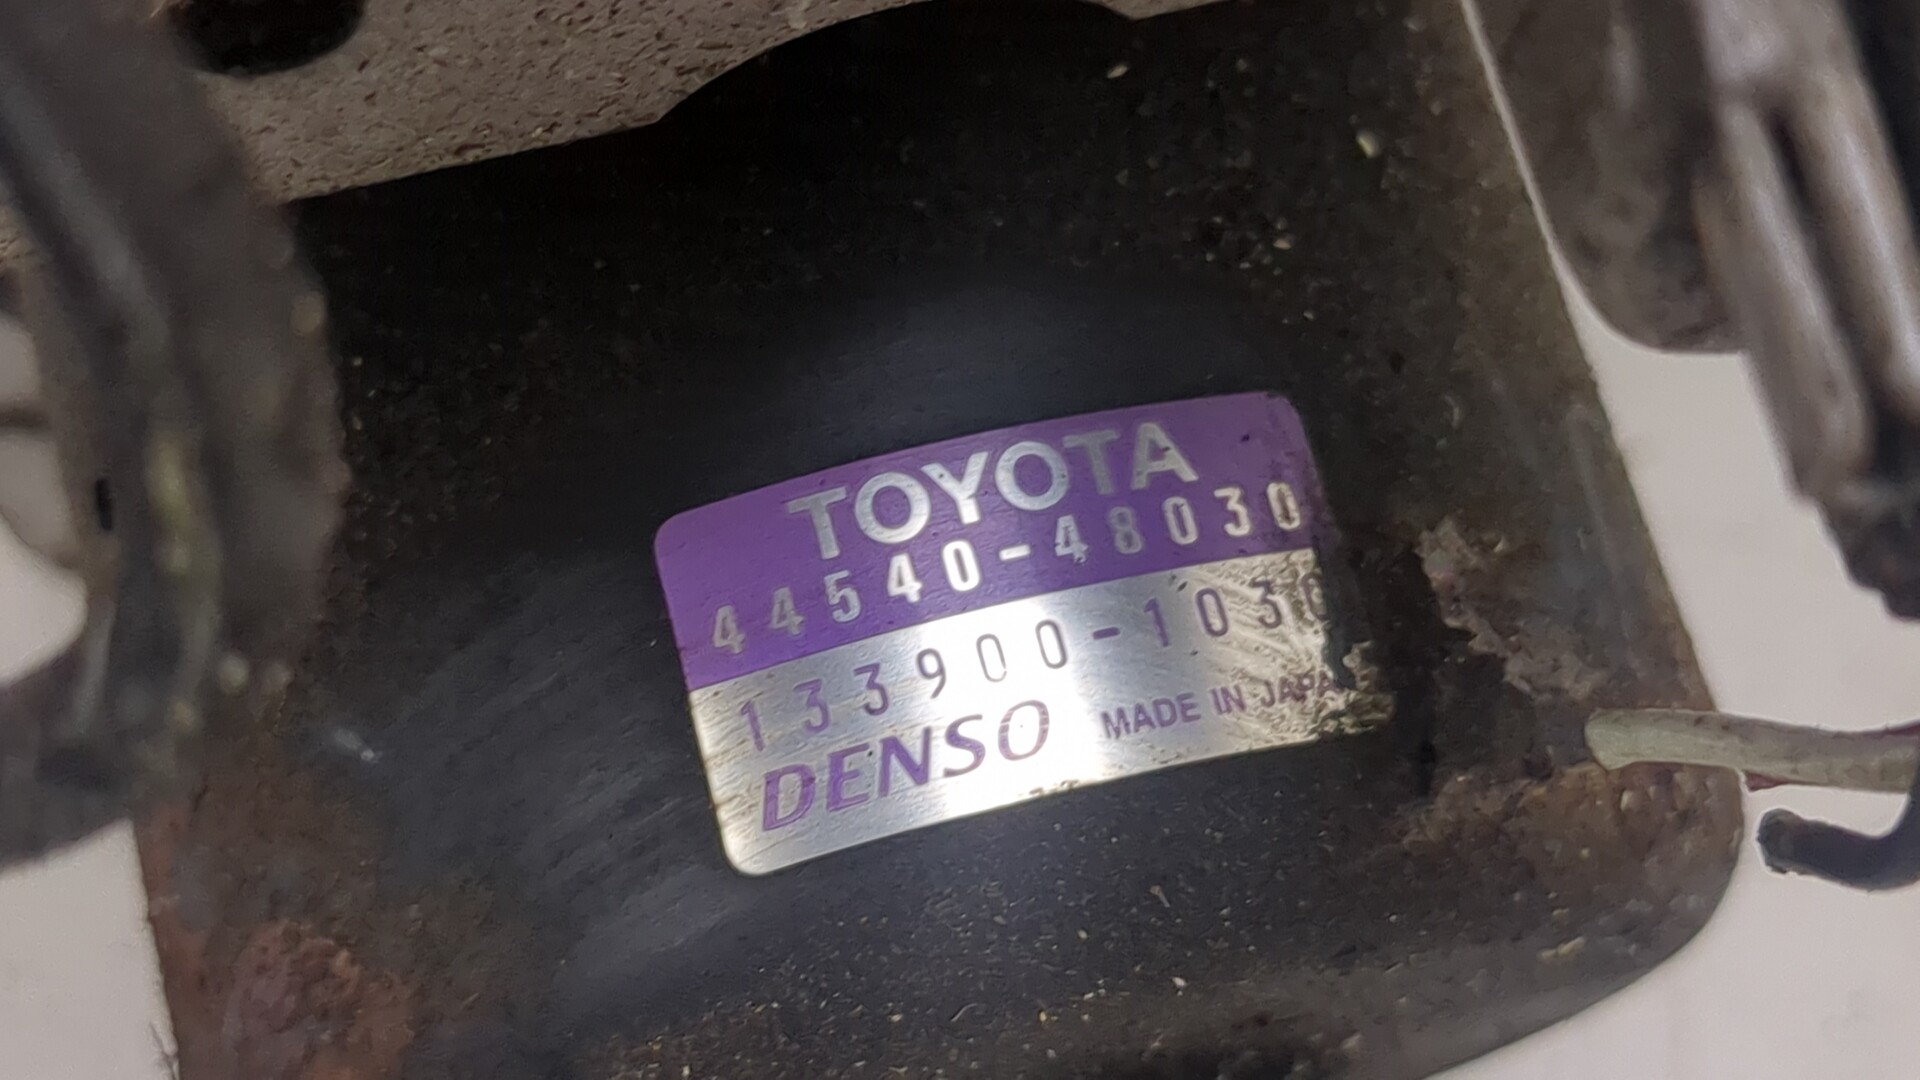 TOYOTA
44540-48030
133900-1030
DENSO MADE IN JAPAN